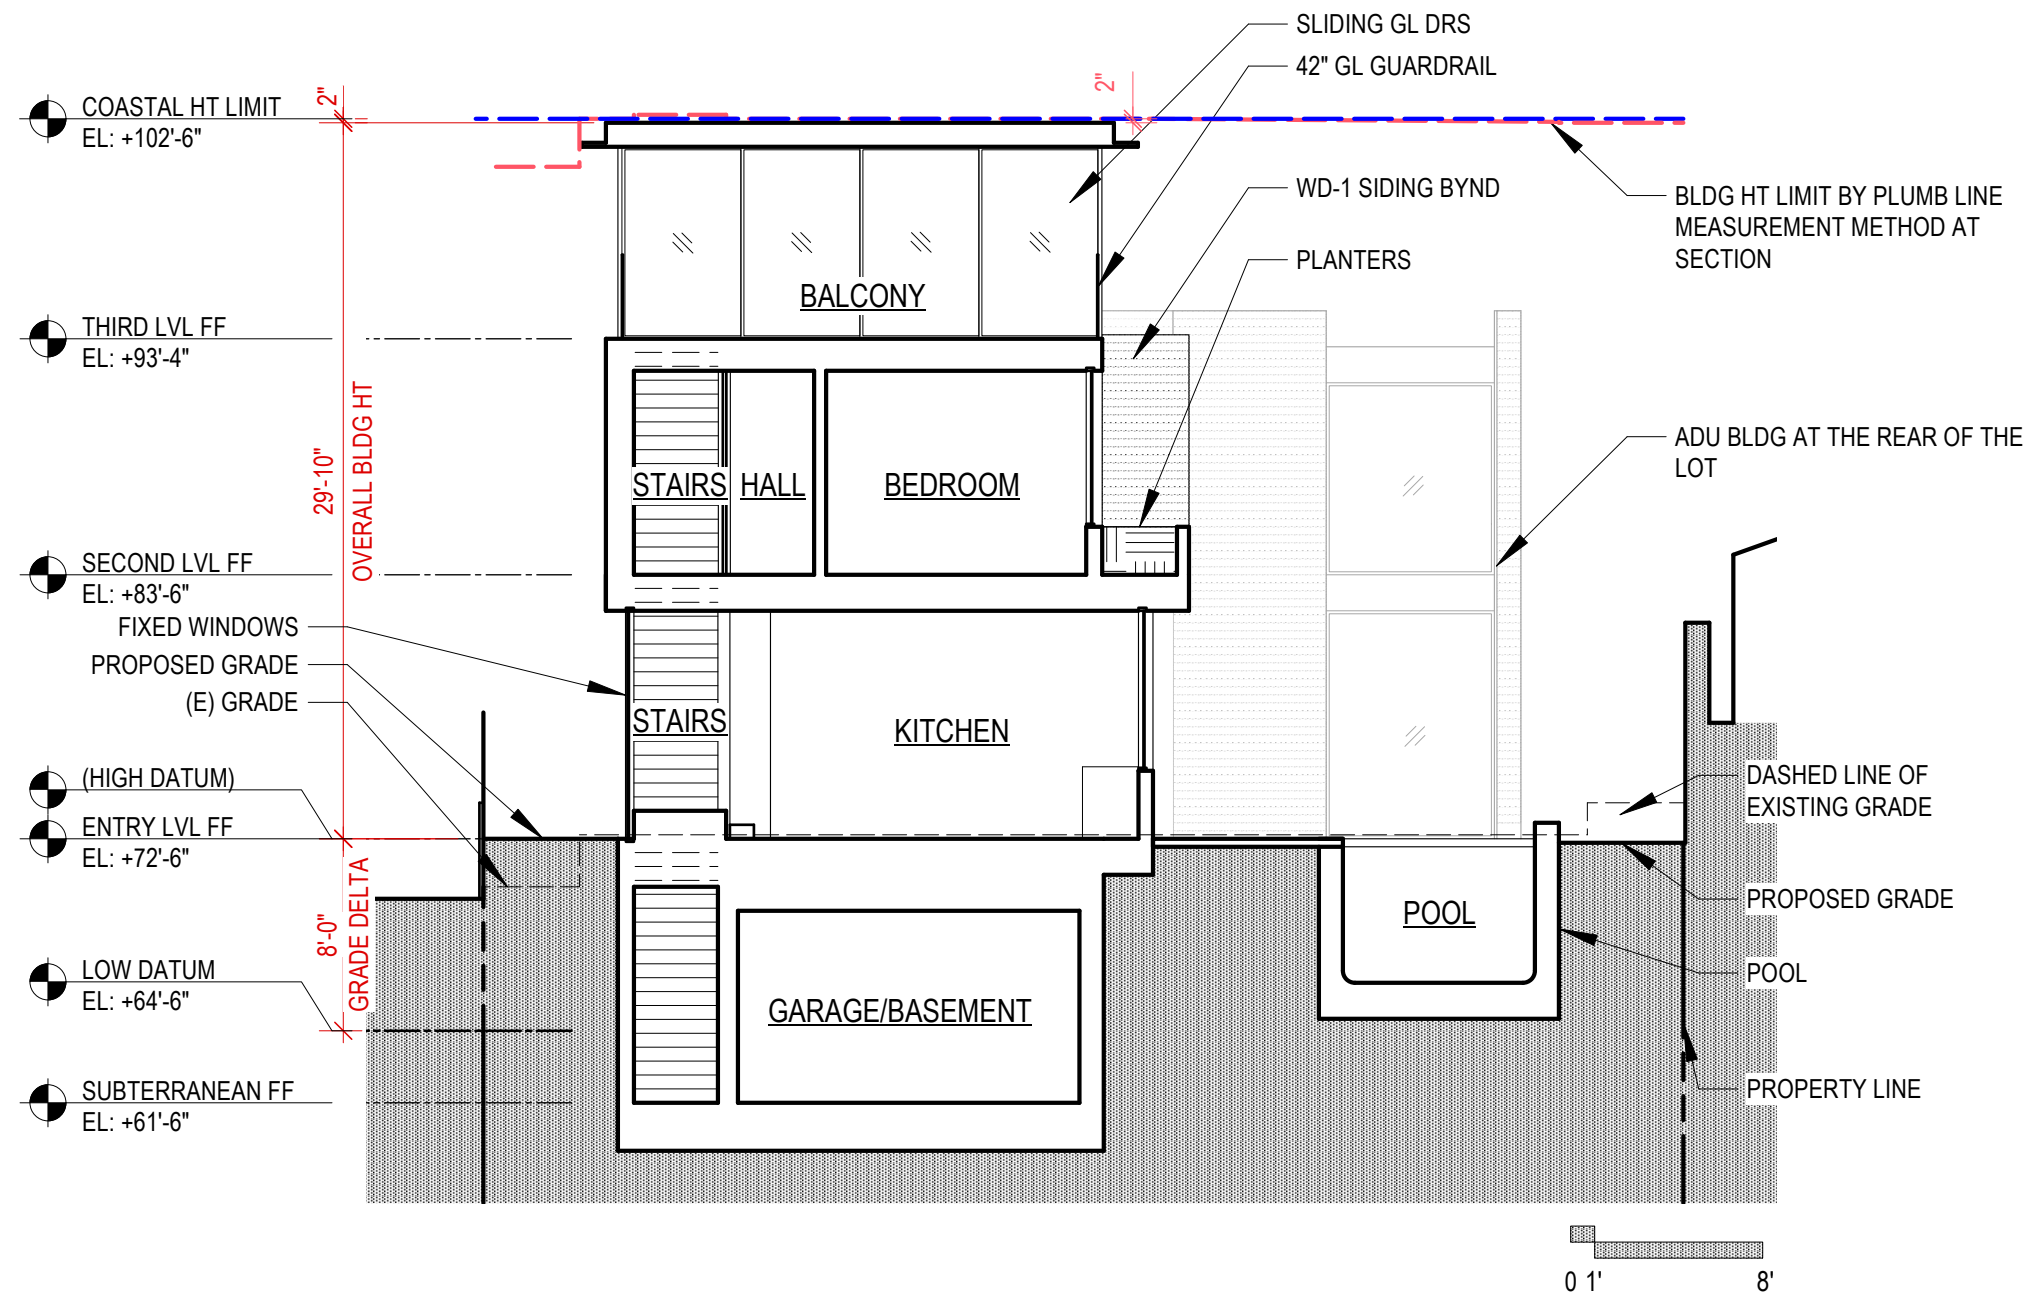 SLIDING GL DRS
42" GL GUARDRAIL
2"
2"
COASTAL HT LIMIT
EL: +102'-6"
WD-1 SIDING BYND
BLDG HT LIMIT BY PLUMB LINE
MEASUREMENT METHOD AT
SECTION
PLANTERS
BALCONY
THIRD LVL FF
EL: +93'-4"
29'-10"
OVERALL BLDG HT
ADU BLDG AT THE REAR OF THE
LOT
STAIRS
HALL
BEDROOM
SECOND LVL FF
EL: +83'-6"
FIXED WINDOWS
PROPOSED GRADE
(E) GRADE
STAIRS
KITCHEN
(HIGH DATUM)
ENTRY LVL FF
EL: +72'-6"
DASHED LINE OF
EXISTING GRADE
8'-0"
GRADE DELTA
PROPOSED GRADE
POOL
LOW DATUM
EL: +64'-6"
POOL
GARAGE/BASEMENT
SUBTERRANEAN FF
EL: +61'-6"
PROPERTY LINE
0 1' 8'